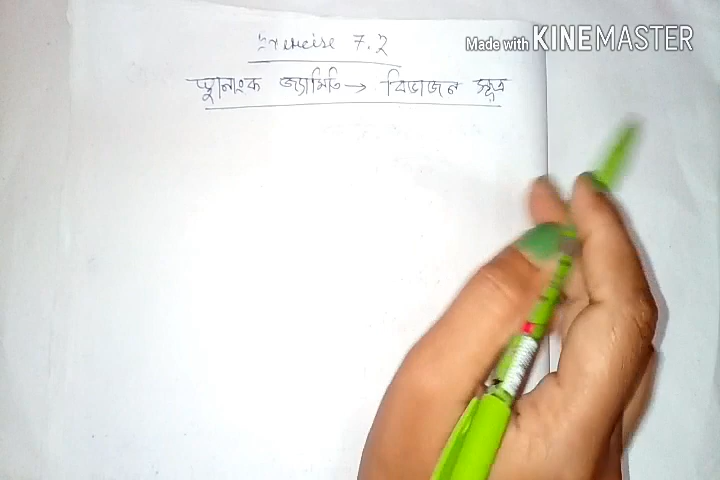 Exercise 7.2
স্থানাংক জ্যামিতি → বিভাজন সূত্ৰ
Made with KINEMASTER